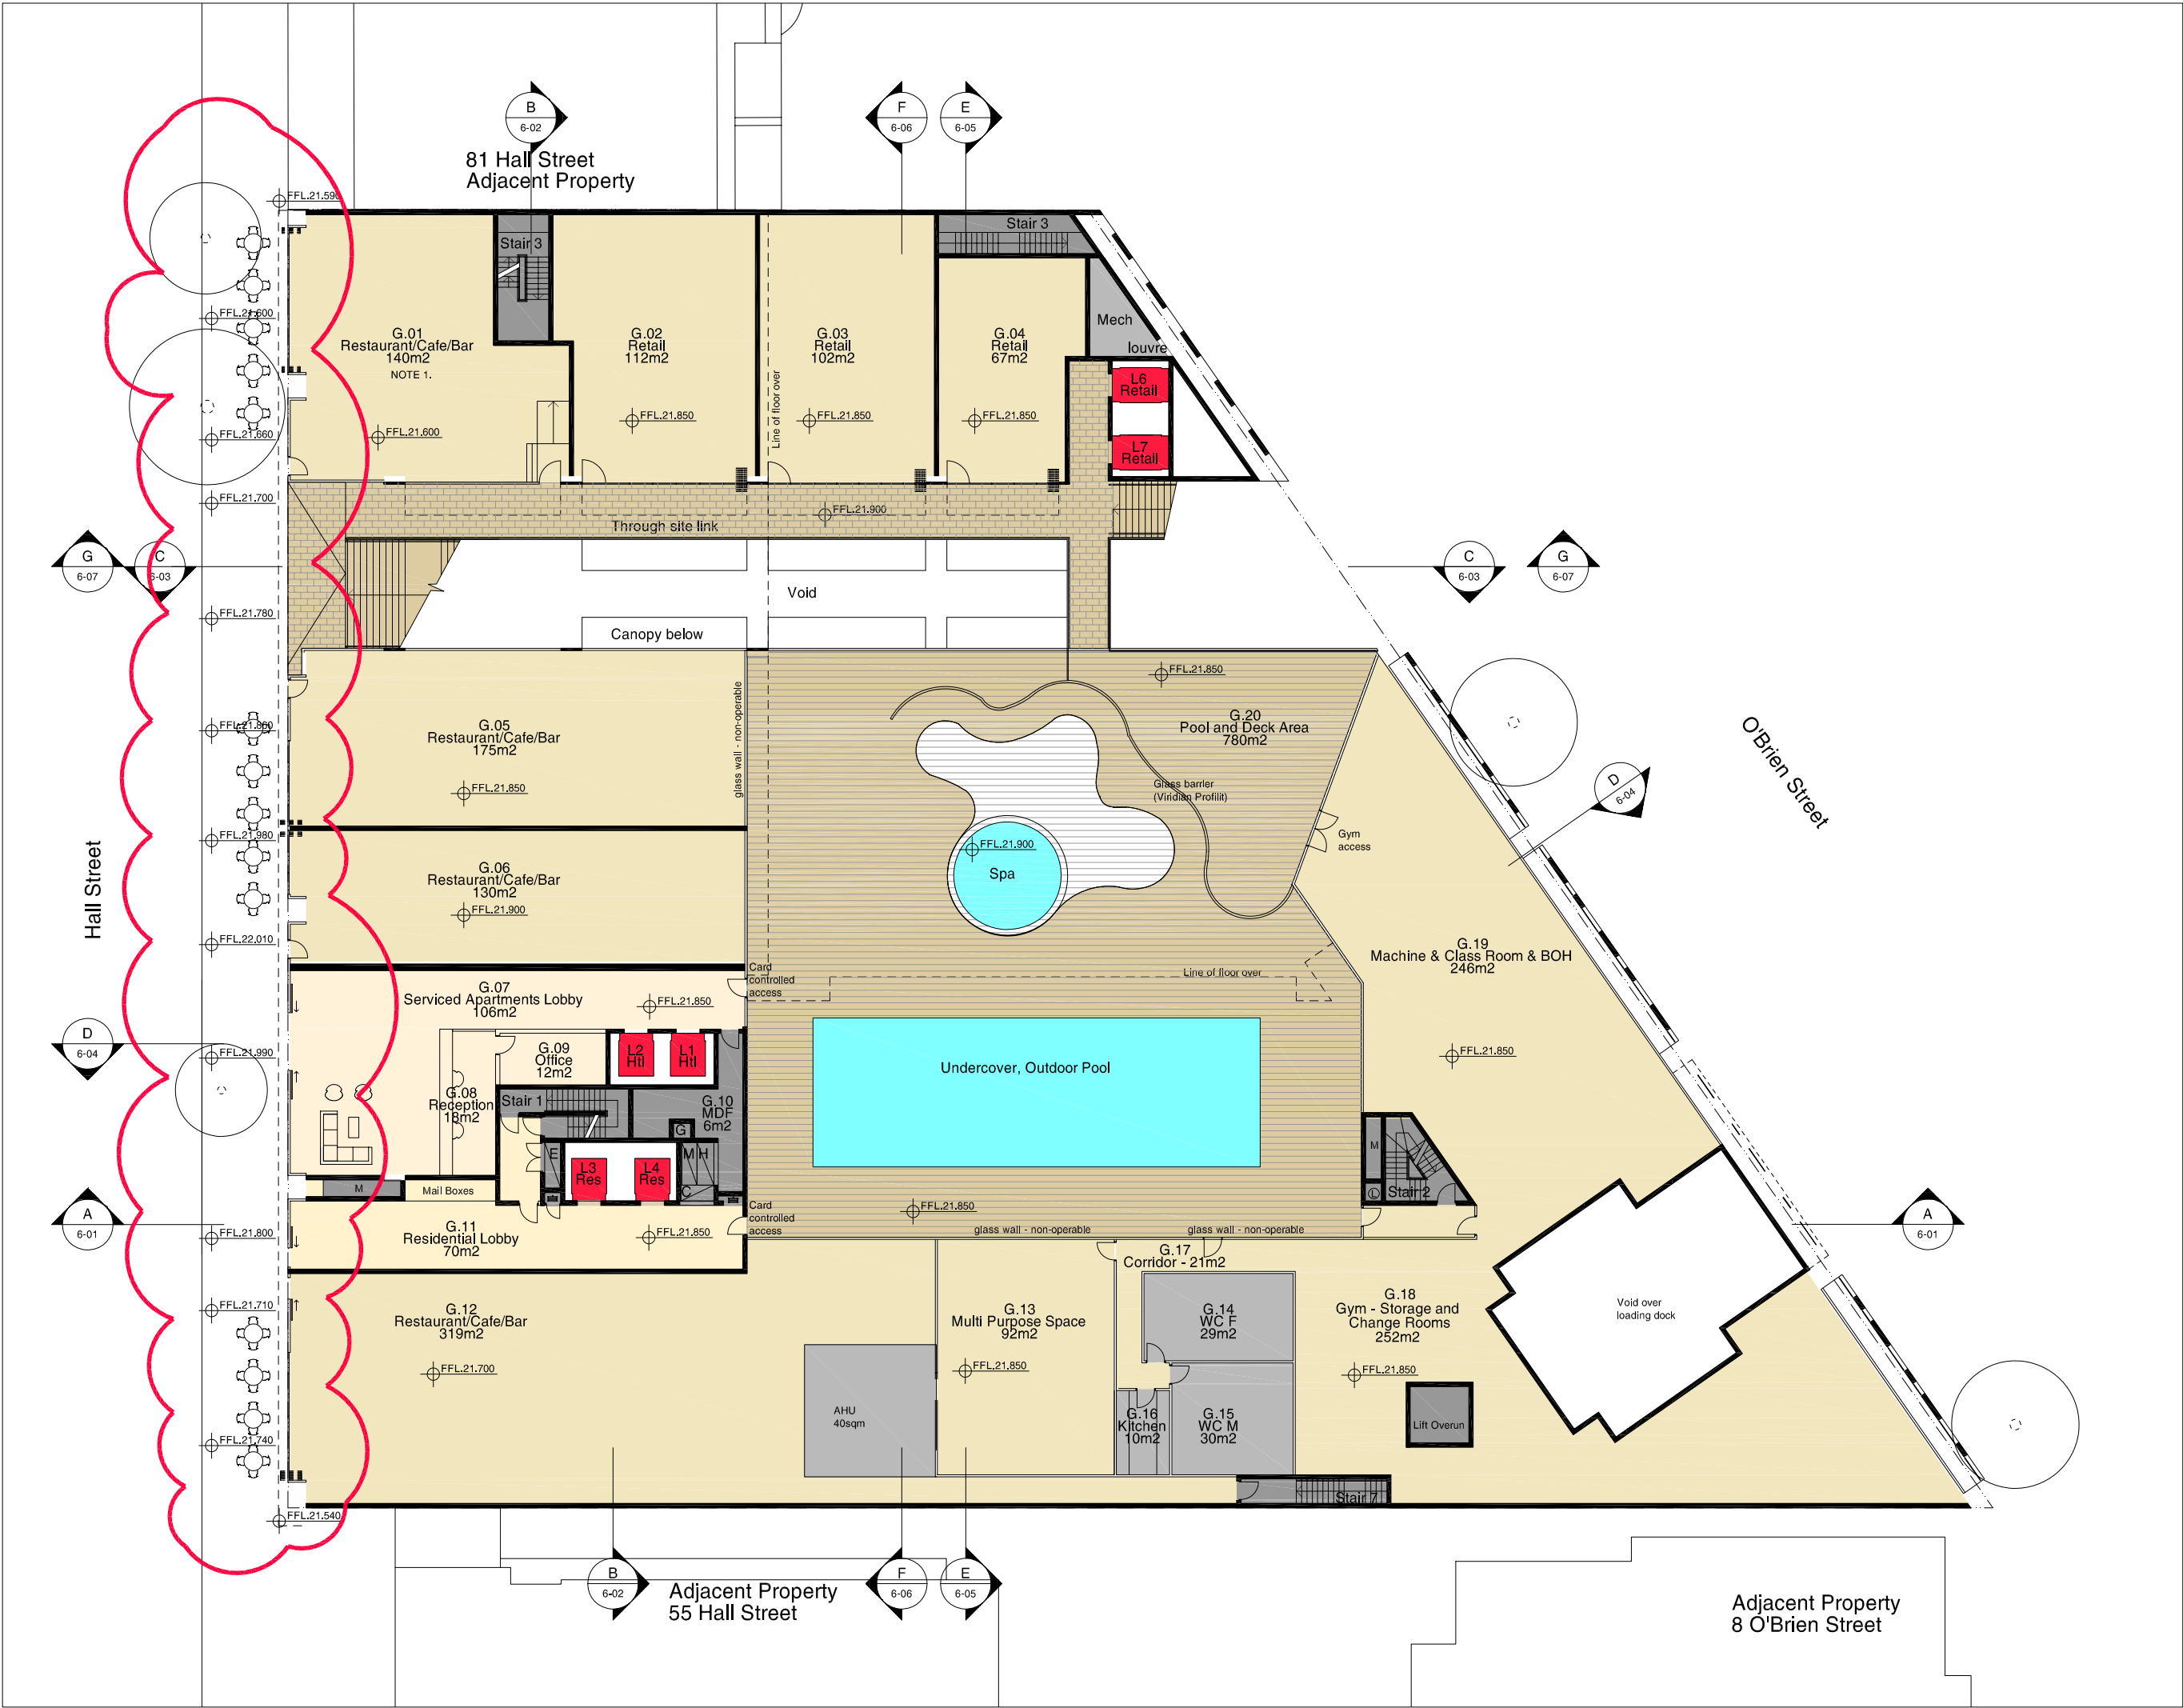 B
6-02
F
6-06
E
6-05
81 Hall Street
Adjacent Property
FFL.21.590
Stair 3
Stair 3
FFL.21.600
G.01
Restaurant/Cafe/Bar
140m2
NOTE 1.
G.02
Retail
112m2
G.03
Retail
102m2
G.04
Retail
67m2
Mech
louvre
L6
Retail
Line of floor over
FFL.21.600
FFL.21.850
FFL.21.850
FFL.21.850
FFL.21.660
L7
Retail
FFL.21.700
FFL.21.900
Through site link
G
6-07
C
6-03
C
6-03
G
6-07
Void
FFL.21.780
Canopy below
FFL.21.850
glass wall - non-operable
G.05
Restaurant/Cafe/Bar
175m2
FFL.21.860
FFL.21.850
G.20
Pool and Deck Area
780m2
Glass barrier
(Viridian Profilit)
O'Brien Street
D
6-04
FFL.21.980
FFL.21.900
Spa
Gym
access
Hall Street
G.06
Restaurant/Cafe/Bar
130m2
FFL.21.900
FFL.22.010
G.19
Machine & Class Room & BOH
246m2
Card
controlled
access
Line of floor over
G.07
Serviced Apartments Lobby
106m2
FFL.21.850
D
6-04
FFL.21.990
G.09
Office
12m2
L2
Htl
L1
Htl
Undercover, Outdoor Pool
FFL.21.850
G.08
Reception
18m2
Stair 1
G.10
MDF
6m2
G
E
M H
C
L3
Res
L4
Res
M
Mail Boxes
M
L
Stair 2
A
6-01
Card
controlled
access
FFL.21.850
A
6-01
FFL.21.800
G.11
Residential Lobby
70m2
FFL.21.850
glass wall - non-operable
glass wall - non-operable
G.17
Corridor - 21m2
FFL.21.710
G.12
Restaurant/Cafe/Bar
319m2
FFL.21.700
G.13
Multi Purpose Space
92m2
FFL.21.850
G.14
WC F
29m2
G.18
Gym - Storage and
Change Rooms
252m2
FFL.21.850
Void over
loading dock
AHU
40sqm
G.16
Kitchen
10m2
G.15
WC M
30m2
Lift Overun
FFL.21.740
Stair 7
FFL.21.540
B
6-02
Adjacent Property
55 Hall Street
F
6-06
E
6-05
Adjacent Property
8 O'Brien Street